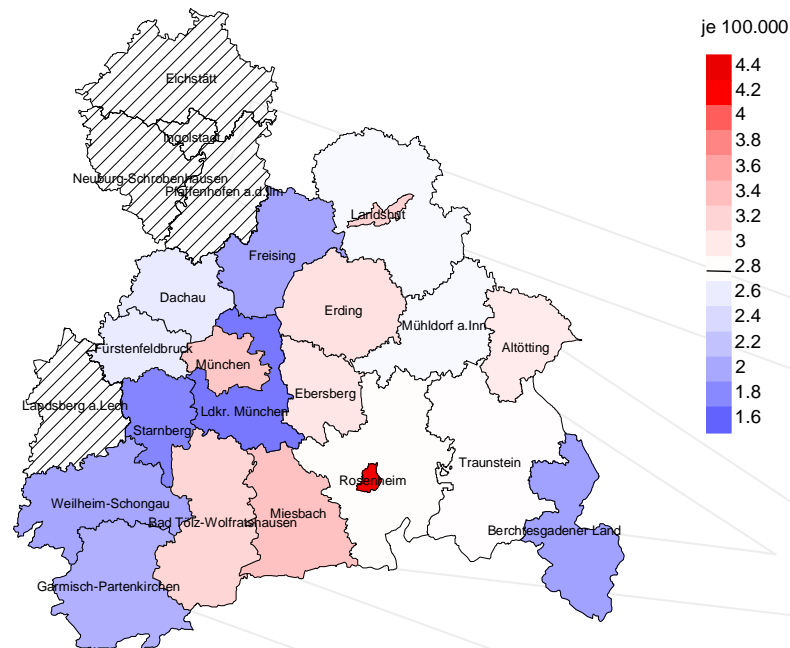 je 100.000
4.4
4.2
4
3.8
3.6
3.4
3.2
3
2.8
2.6
2.4
2.2
2
1.8
1.6
Eichstätt
Ingolstadt
Neuburg-Schrobenhausen
Pfaffenhofen a.d.Ilm
Landshut
Freising
Dachau
Erding
Mühldorf a.Inn
Fürstenfeldbruck
München
Altötting
Ebersberg
Landsberg a.Lech
Ldkr. München
Starnberg
Traunstein
Rosenheim
Weilheim-Schongau
Miesbach
Bad Tölz-Wolfratshausen
Berchtesgadener Land
Garmisch-Partenkirchen